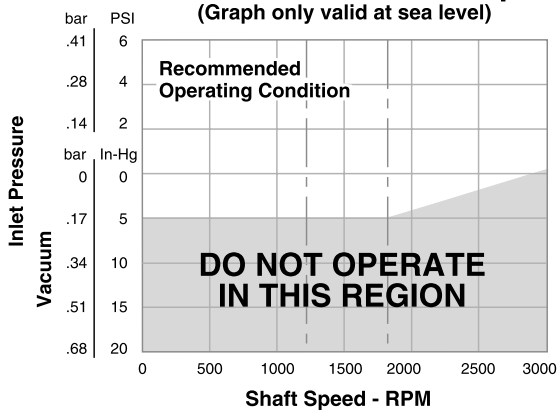 (Graph only valid at sea level)
bar PSI
.41 6
.28 4
.14 2
bar In-Hg
0 0
.17 5
.34 10
.51 15
.68 20
Inlet Pressure
Vacuum
Recommended
Operating Condition
DO NOT OPERATE
IN THIS REGION
0 500 1000 1500 2000 2500 3000
Shaft Speed - RPM